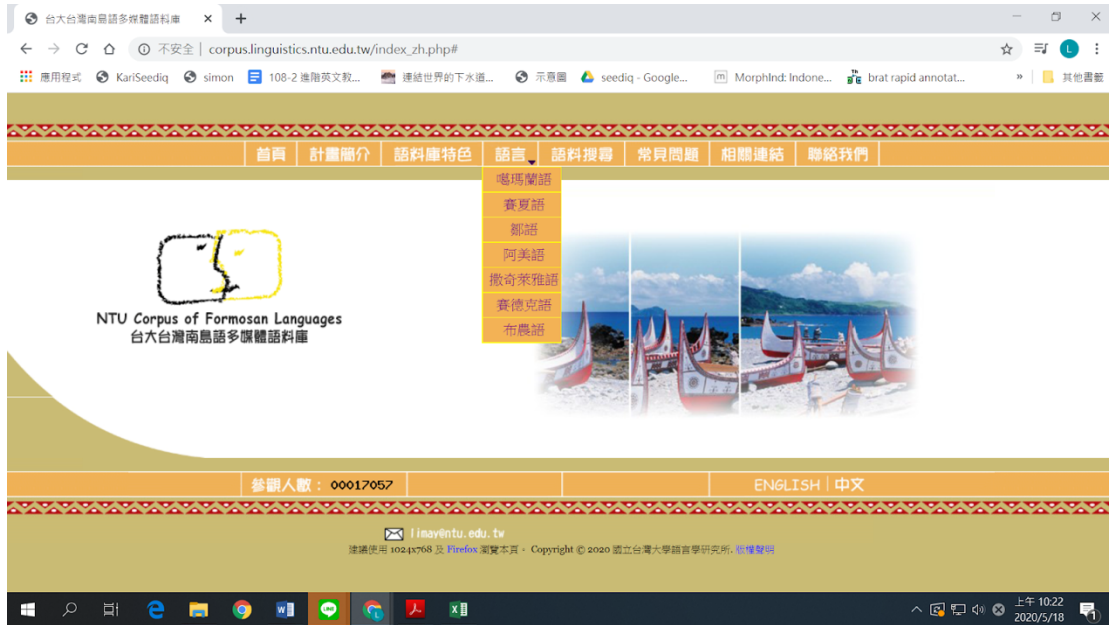 台大台灣南島語多媒體語料庫
不安全 | corpus.linguistics.ntu.edu.tw/index_zh.php#
應用程式 KariSeediq simon 108-2 進階英文教... 連結世界的下水道... 示意圖 seediq - Google... MorphInd: Indone... brat rapid annotat... » 其他書籤
首頁 計畫簡介 語料庫特色 語言 語料搜尋 常見問題 相關連結 聯絡我們
噶瑪蘭語
賽夏語
鄒語
阿美語
撒奇萊雅語
賽德克語
布農語
NTU Corpus of Formosan Languages
台大台灣南島語多媒體語料庫
參觀人數： 00017057 ENGLISH | 中文
limay@ntu.edu.tw
建議使用 1024x768 及 Firefox 瀏覽本頁。 Copyright © 2020 國立台灣大學語言學研究所. 版權聲明
上午 10:22
2020/5/18